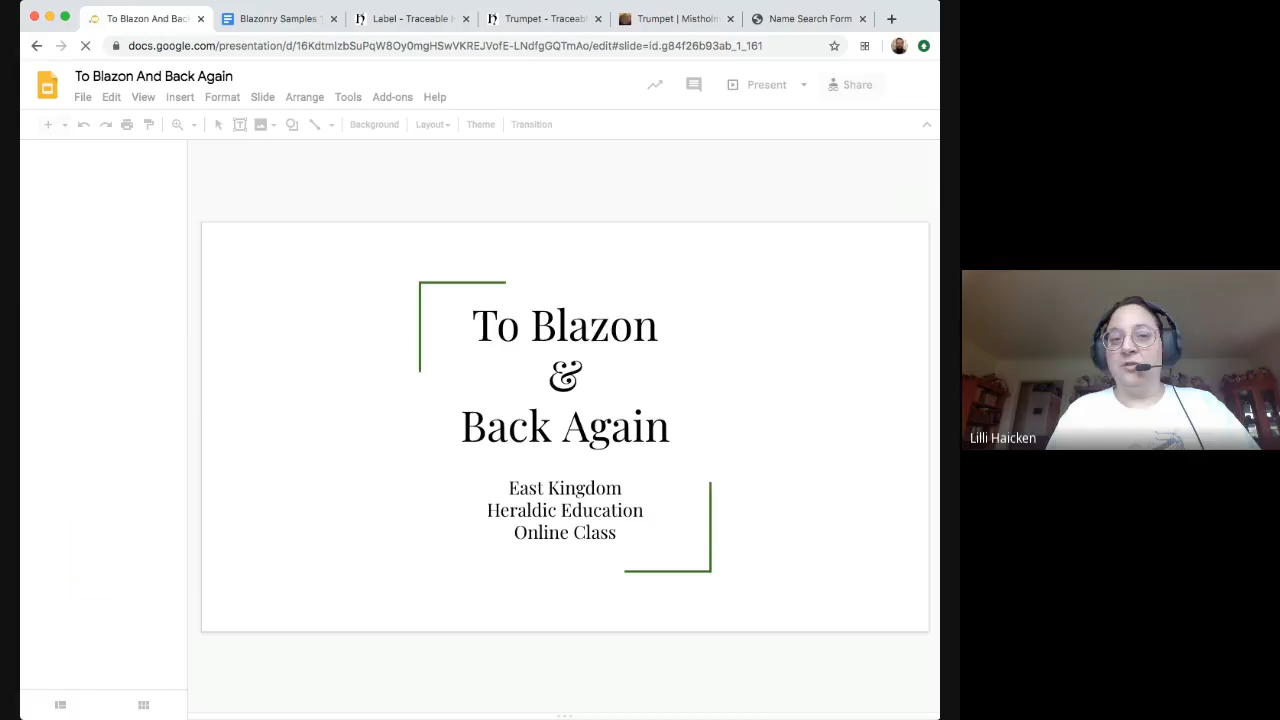 To Blazon And Bac
Blazonry Samples
Label - Traceable H
Trumpet - Traceabl
Trumpet | Mistholm
Name Search Form
docs.google.com/presentation/d/16KdtmIzbSuPqW8Oy0mgHSwVKREJVofE-LNdfgGQTmAo/edit#slide=id.g84f26b93ab_1_161
To Blazon And Back Again
File Edit View Insert Format Slide Arrange Tools Add-ons Help
Present
Share
Background Layout Theme Transition
To Blazon
&
Back Again
East Kingdom
Heraldic Education
Online Class
Lilli Haicken